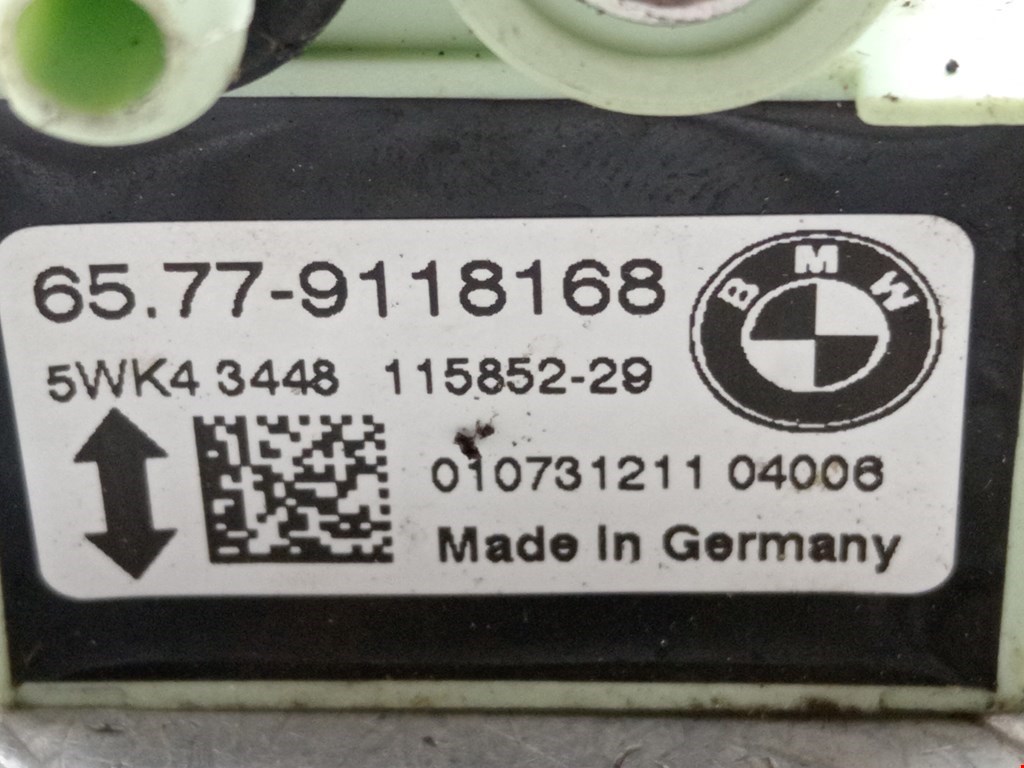 65.77-9118168
BMW
5WK4 3448 115852-29
010731211 04006
Made in Germany